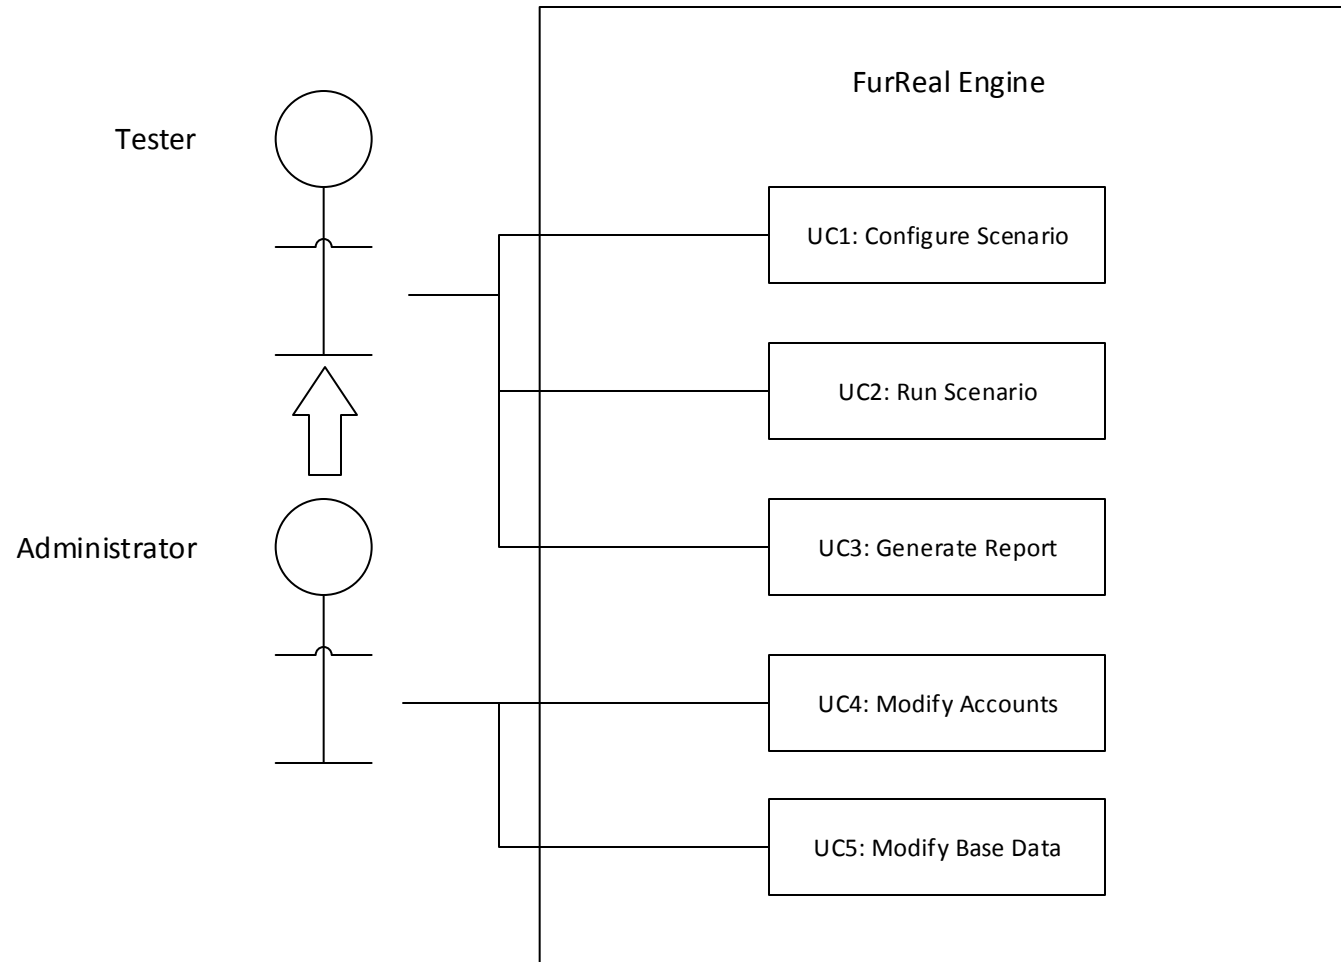 FurReal Engine
Tester
UC1: Configure Scenario
UC2: Run Scenario
Administrator
UC3: Generate Report
UC4: Modify Accounts
UC5: Modify Base Data